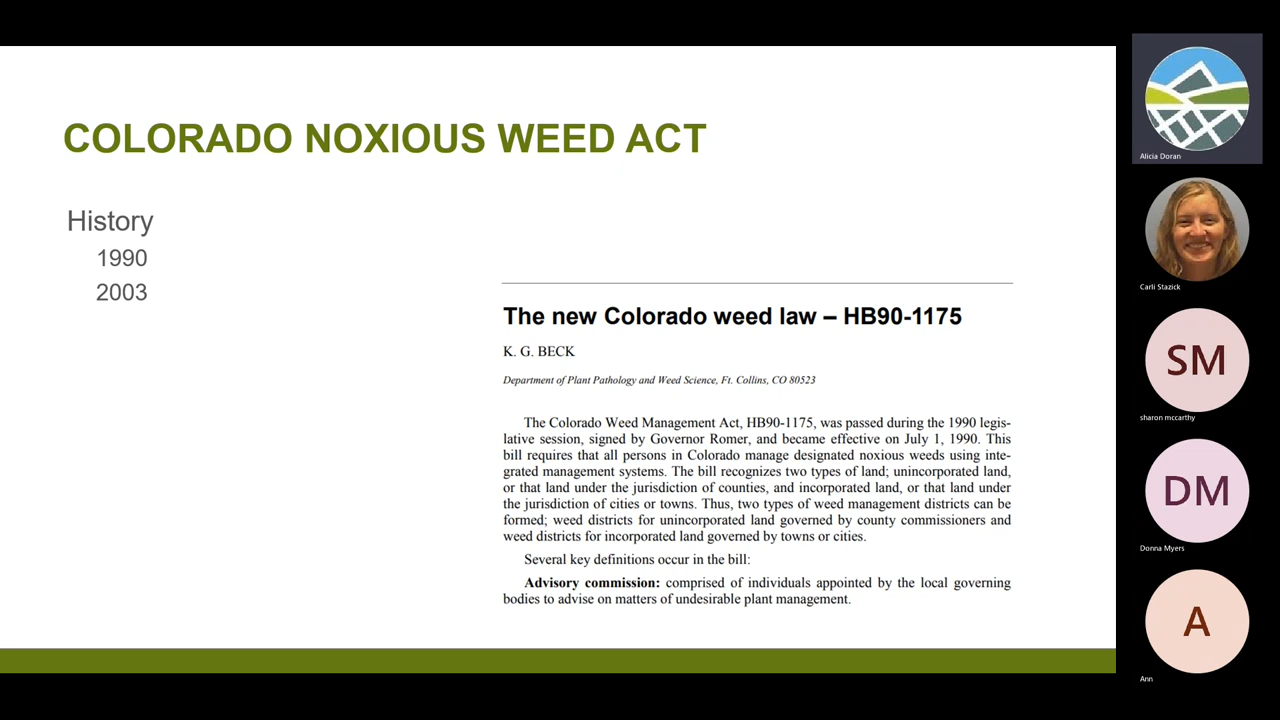 COLORADO NOXIOUS WEED ACT
History
1990
2003
The new Colorado weed law – HB90-1175
K. G. BECK
Department of Plant Pathology and Weed Science, Ft. Collins, CO 80523
The Colorado Weed Management Act, HB90-1175, was passed during the 1990 legis-
lative session, signed by Governor Romer, and became effective on July 1, 1990. This
bill requires that all persons in Colorado manage designated noxious weeds using inte-
grated management systems. The bill recognizes two types of land; unincorporated land,
or that land under the jurisdiction of counties, and incorporated land, or that land under
the jurisdiction of cities or towns. Thus, two types of weed management districts can be
formed; weed districts for unincorporated land governed by county commissioners and
weed districts for incorporated land governed by towns or cities.
Several key definitions occur in the bill:
Advisory commission: comprised of individuals appointed by the local governing
bodies to advise on matters of undesirable plant management.
Alicia Doran
Carli Stazick
SM
sharon mccarthy
DM
Donna Myers
A
Ann